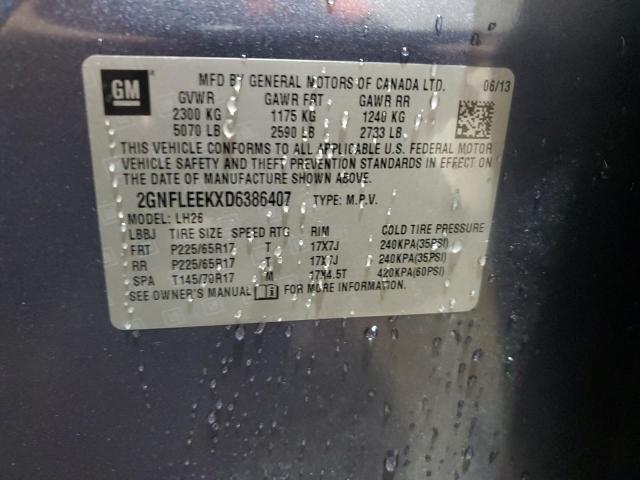 GM
MFD BY GENERAL MOTORS OF CANADA LTD. 06/13
GVWR GAWR FRT GAWR RR
2300 KG 1175 KG 1240 KG
5070 LB 2590 LB 2733 LB
THIS VEHICLE CONFORMS TO ALL APPLICABLE U.S. FEDERAL MOTOR
VEHICLE SAFETY AND THEFT PREVENTION STANDARDS IN EFFECT ON
THE DATE OF MANUFACTURE SHOWN ABOVE.
2GNFLEEKXD6386407 TYPE: M.P.V.
MODEL: LH26
LBBJ TIRE SIZE SPEED RTG RIM COLD TIRE PRESSURE
FRT P225/65R17 T 17X7J 240KPA(35PSI)
RR P225/65R17 T 17X7J 240KPA(35PSI)
SPA T145/70R17 M 17X4.5T 420KPA(60PSI)
SEE OWNER'S MANUAL FOR MORE INFORMATION